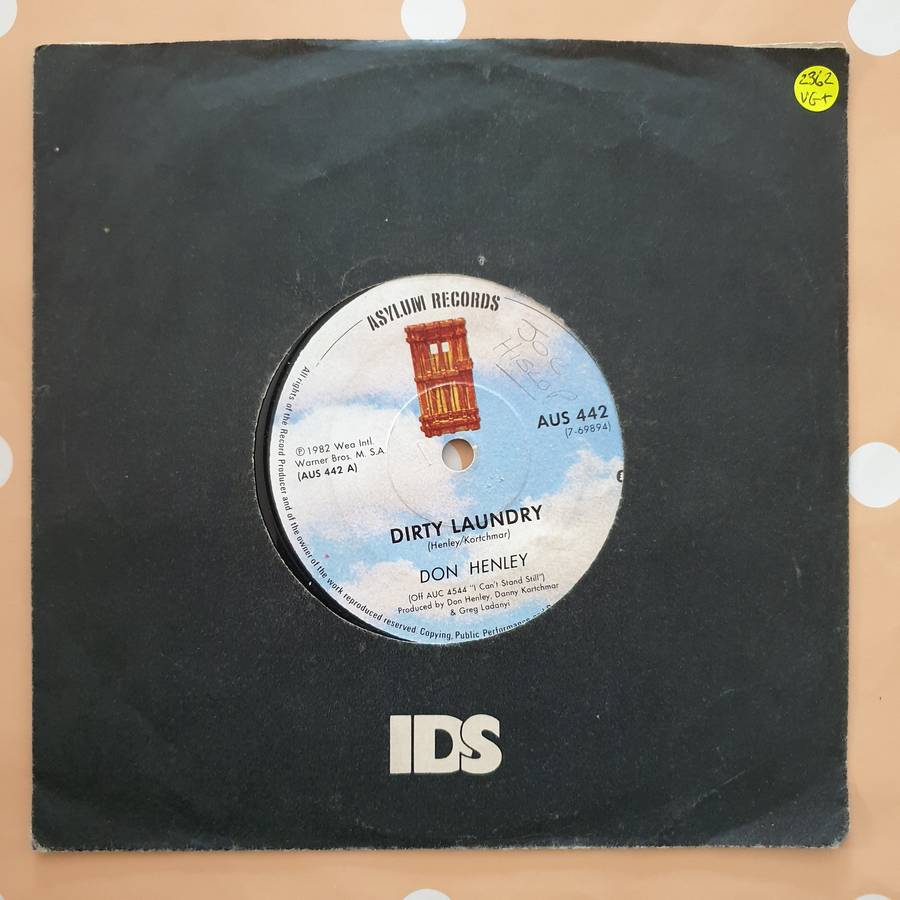 2362
VG+
ASYLUM RECORDS
AUS 442
(7-69894)
℗ 1982 Wea Intl.
Warner Bros. M. S.A.
(AUS 442 A)
DIRTY LAUNDRY
(Henley/Kortchmar)
DON HENLEY
(Off AUC 4544 "I Can't Stand Still")
Produced by Don Henley, Danny Kortchmar
& Greg Ladanyi
All rights of the Record Producer and of the owner of the work reproduced reserved. Copying, Public Performance
IDS